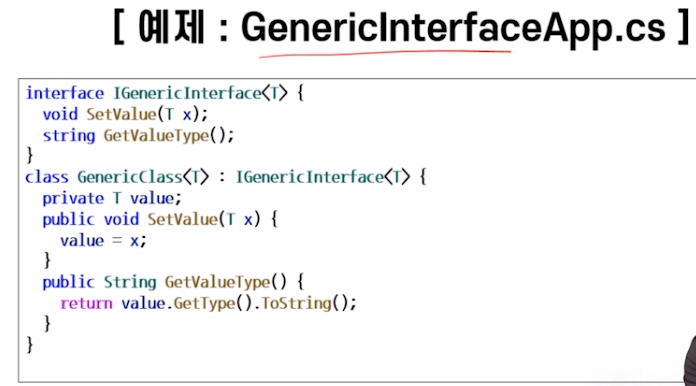 [ 예제 : GenericInterfaceApp.cs ]
interface IGenericInterface<T> {
void SetValue(T x);
string GetValueType();
}
class GenericClass<T> : IGenericInterface<T> {
private T value;
public void SetValue(T x) {
value = x;
}
public String GetValueType() {
return value.GetType().ToString();
}
}